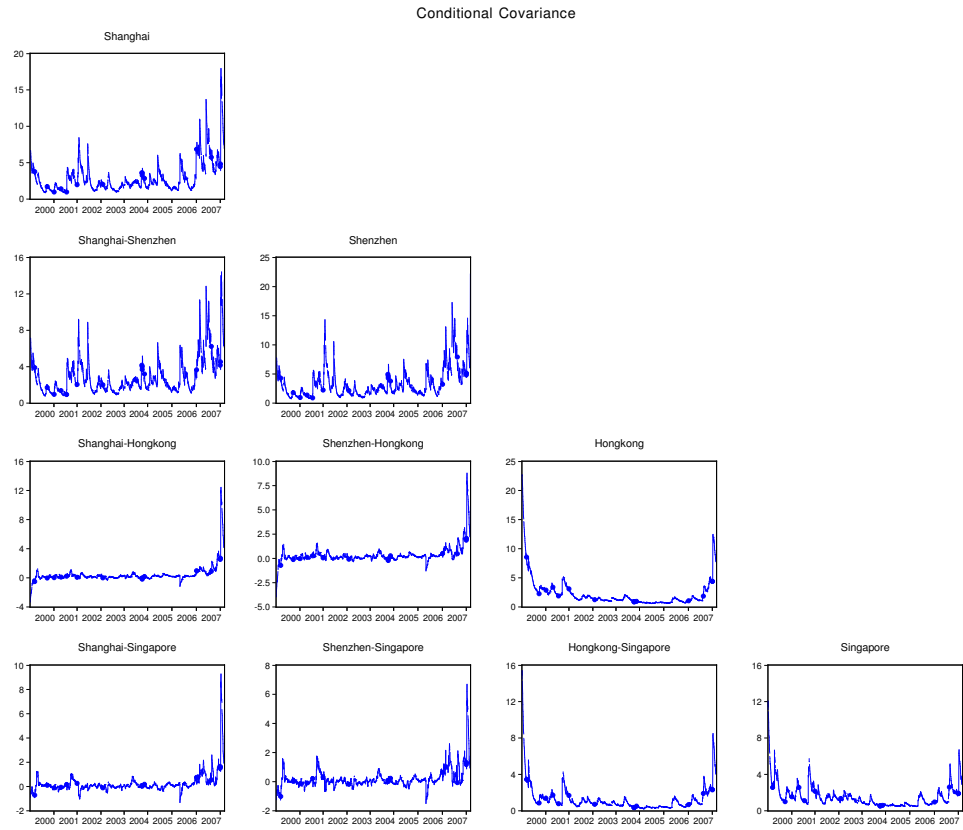 Conditional Covariance
Shanghai
20
15
10
5
0
2000 2001 2002 2003 2004 2005 2006 2007
Shanghai-Shenzhen
16
12
8
4
0
2000 2001 2002 2003 2004 2005 2006 2007
Shenzhen
25
20
15
10
5
0
2000 2001 2002 2003 2004 2005 2006 2007
Shanghai-Hongkong
16
12
8
4
0
-4
2000 2001 2002 2003 2004 2005 2006 2007
Shenzhen-Hongkong
10.0
7.5
5.0
2.5
0.0
-2.5
-5.0
2000 2001 2002 2003 2004 2005 2006 2007
Hongkong
25
20
15
10
5
0
2000 2001 2002 2003 2004 2005 2006 2007
Shanghai-Singapore
10
8
6
4
2
0
-2
2000 2001 2002 2003 2004 2005 2006 2007
Shenzhen-Singapore
8
6
4
2
0
-2
2000 2001 2002 2003 2004 2005 2006 2007
Hongkong-Singapore
16
12
8
4
0
2000 2001 2002 2003 2004 2005 2006 2007
Singapore
16
12
8
4
0
2000 2001 2002 2003 2004 2005 2006 2007